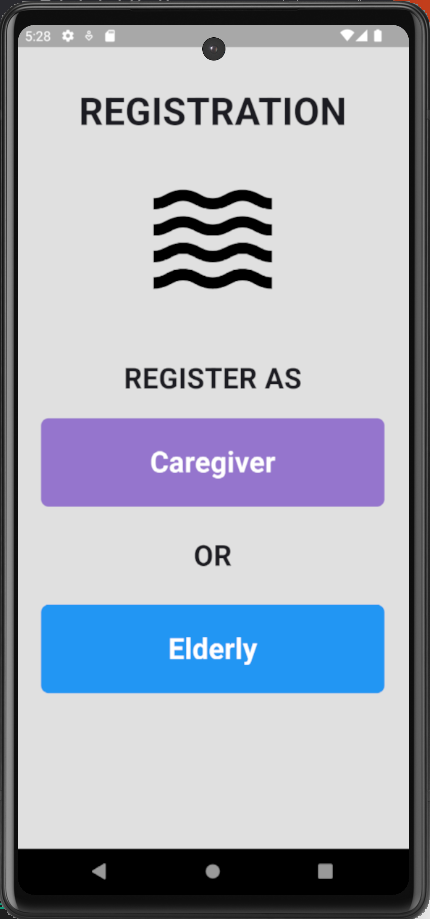 5:28
REGISTRATION
REGISTER AS
Caregiver
OR
Elderly